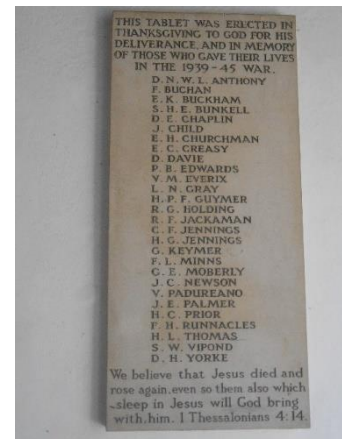 THIS TABLET WAS ERECTED IN
THANKSGIVING TO GOD FOR HIS
DELIVERANCE, AND IN MEMORY
OF THOSE WHO GAVE THEIR LIVES
IN THE 1939-45 WAR.
D. N. W. L. ANTHONY
F. BUCHAN
E. K. BUCKHAM
S. H. E. BUNKELL
D. E. CHAPLIN
J. CHILD
E. H. CHURCHMAN
E. C. CREASY
D. DAVIE
P. B. EDWARDS
V. M. EVERIX
L. N. GRAY
H. P. F. GUYMER
R. G. HOLDING
R. F. JACKAMAN
C. F. JENNINGS
H. G. JENNINGS
G. KEYMER
F. L. MINNS
G. E. MOBERLY
J. C. NEWSON
V. PADUREANO
J. E. PALMER
H. C. PRIOR
F. H. RUNNACLES
H. L. THOMAS
S. W. VIPOND
D. H. YORKE
We believe that Jesus died and
rose again, even so them also which
sleep in Jesus will God bring
with him. 1 Thessalonians 4:14.